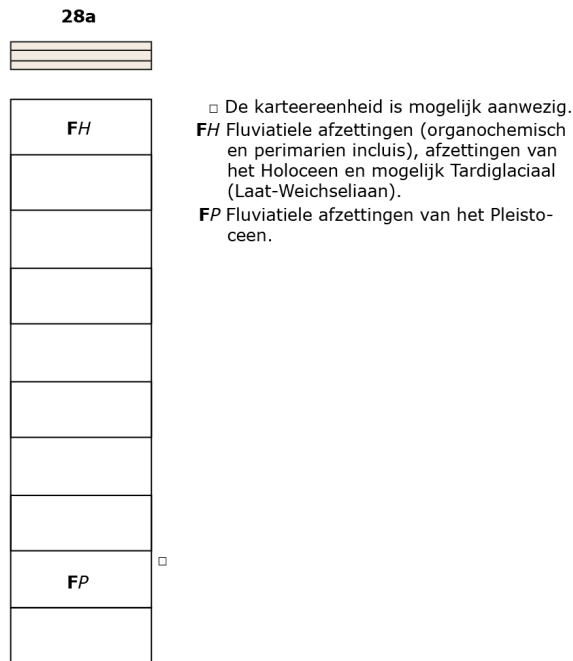 28a
□ De karteereenheid is mogelijk aanwezig.
FH Fluviatiele afzettingen (organochemisch
en perimarien incluis), afzettingen van
het Holoceen en mogelijk Tardiglaciaal
(Laat-Weichseliaan).
FP Fluviatiele afzettingen van het Pleisto-
ceen.
FH
□
FP